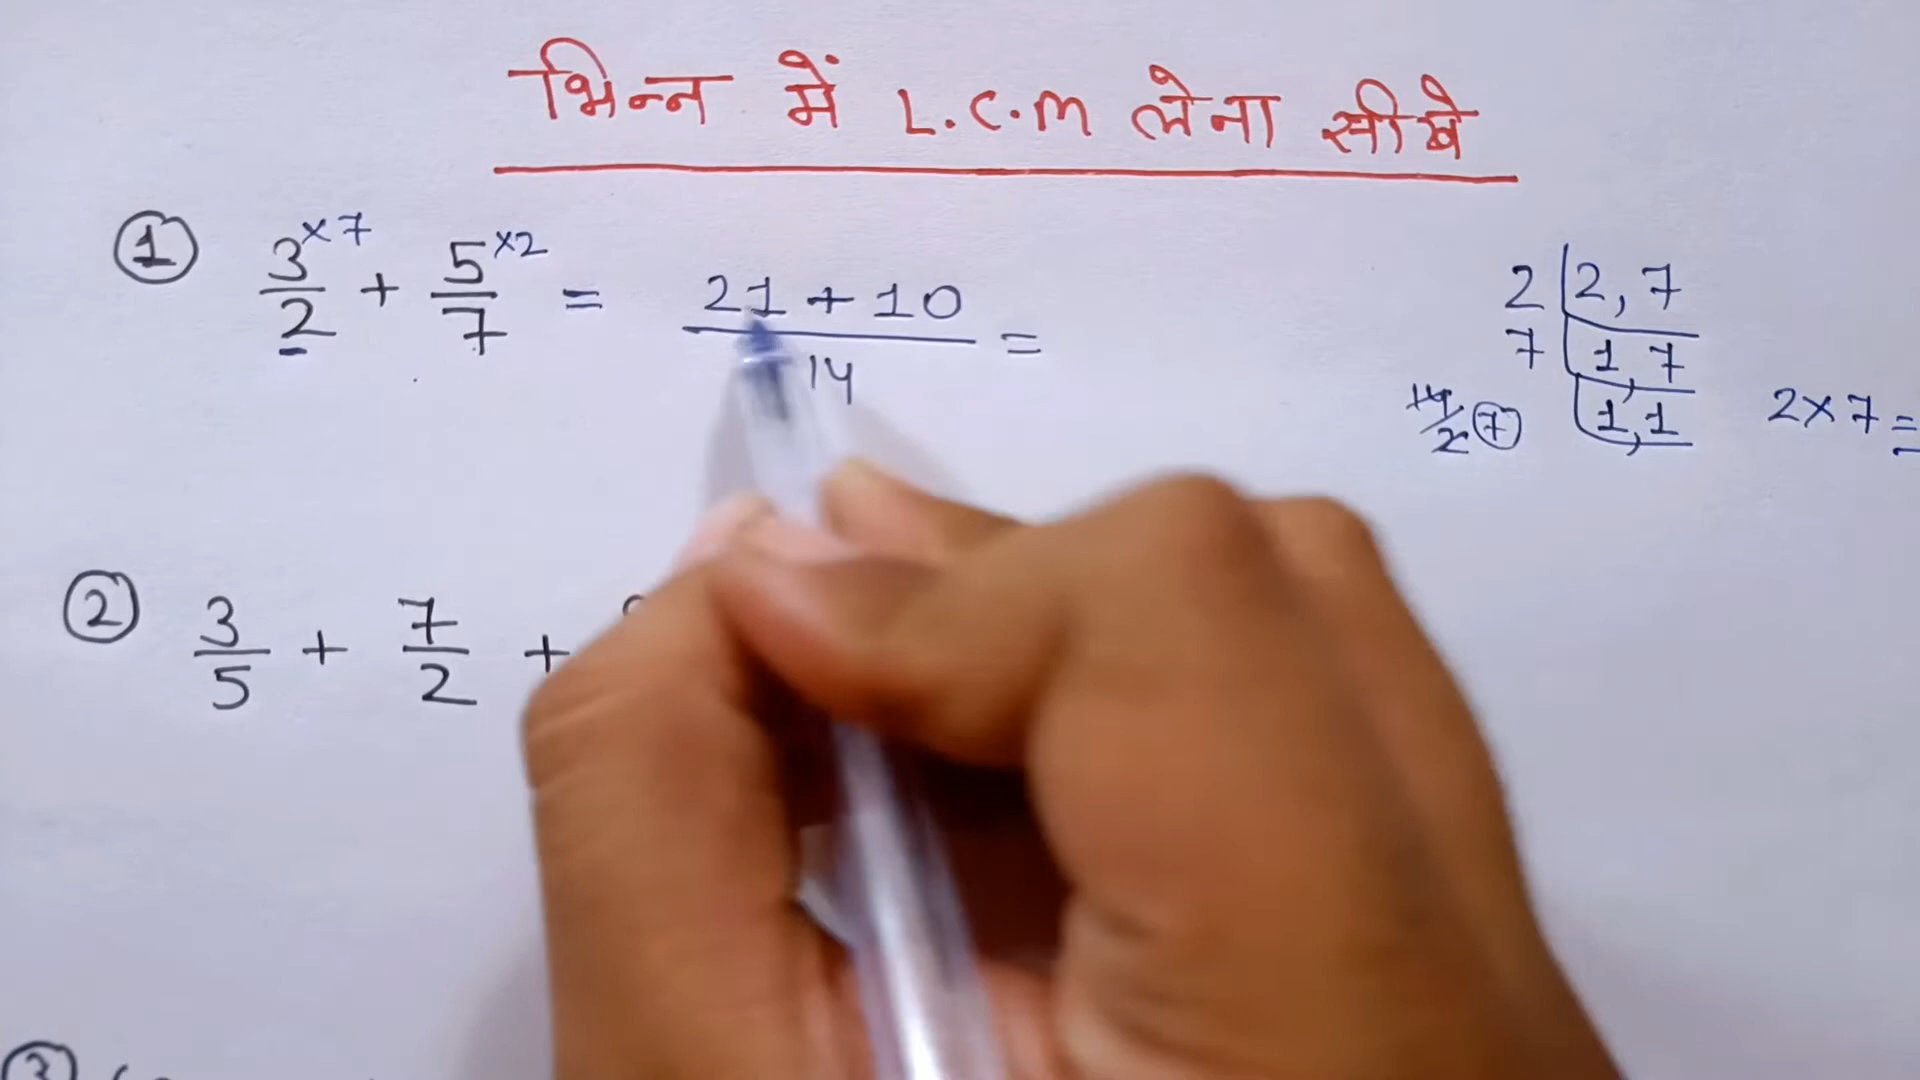 भिन्न में L.C.M लेना सीखे
① 3/2 ×7 + 5/7 ×2 = 21 + 10 / 14 =
2 | 2, 7
7 | 1, 7
1, 1
14/2 ⑦
2 × 7 =
② 3/5 + 7/2 +
③